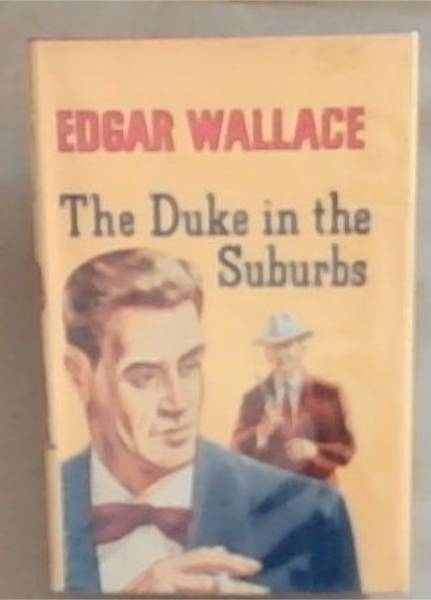 EDGAR WALLACE
The Duke in the
Suburbs